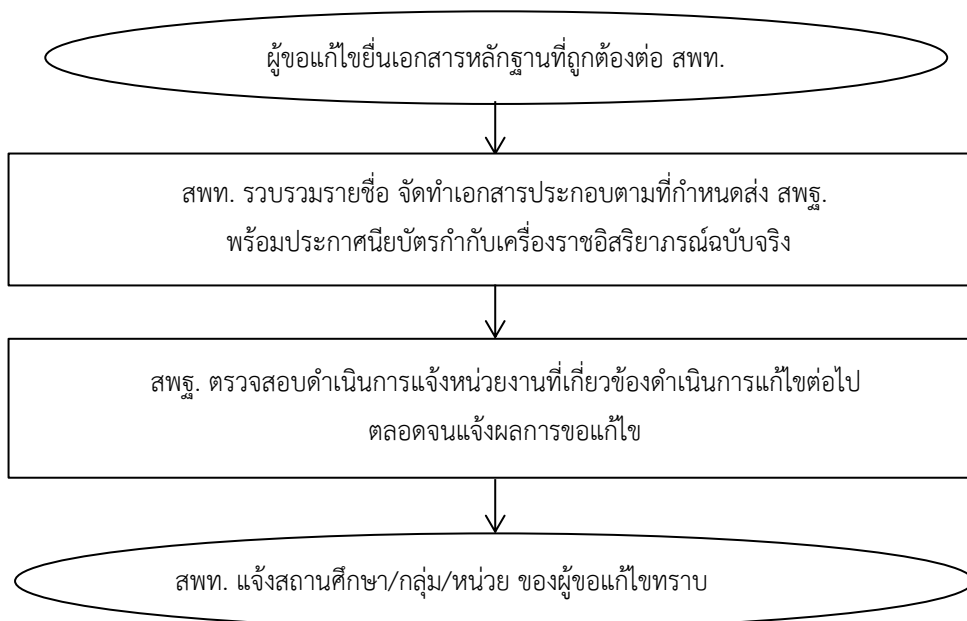 ผู้ขอแก้ไขยื่นเอกสารหลักฐานที่ถูกต้องต่อ สพท.
สพท. รวบรวมรายชื่อ จัดทำเอกสารประกอบตามที่กำหนดส่ง สพฐ.
พร้อมประกาศนียบัตรกำกับเครื่องราชอิสริยาภรณ์ฉบับจริง
สพฐ. ตรวจสอบดำเนินการแจ้งหน่วยงานที่เกี่ยวข้องดำเนินการแก้ไขต่อไป
ตลอดจนแจ้งผลการขอแก้ไข
สพท. แจ้งสถานศึกษา/กลุ่ม/หน่วย ของผู้ขอแก้ไขทราบ